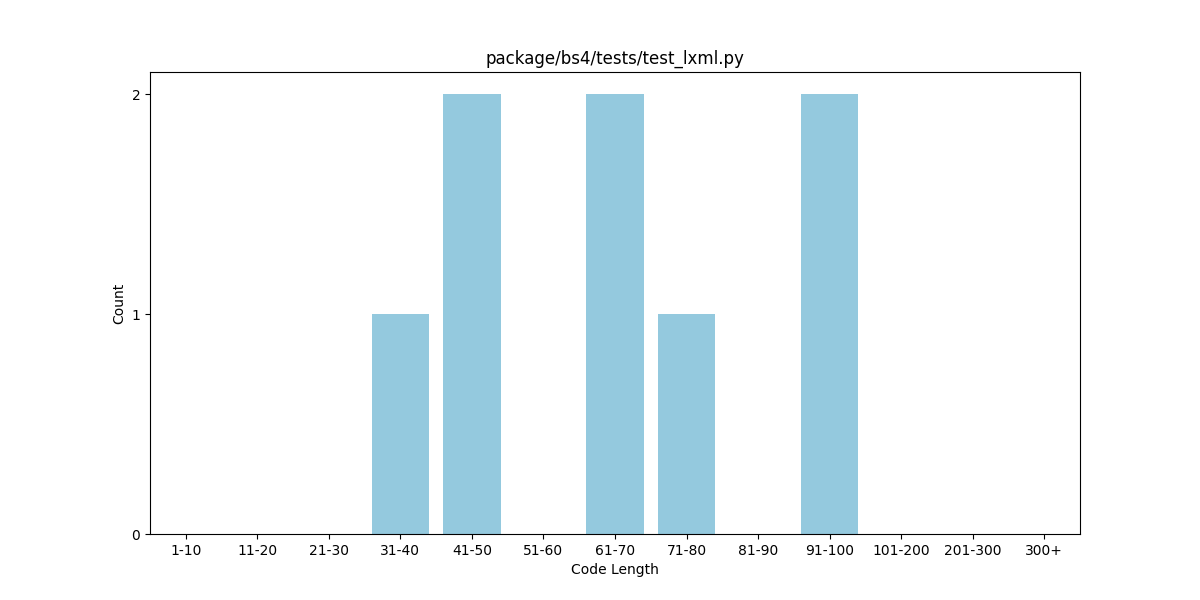 package/bs4/tests/test_lxml.py
2
1
0
Count
1-10 11-20 21-30 31-40 41-50 51-60 61-70 71-80 81-90 91-100 101-200 201-300 300+
Code Length